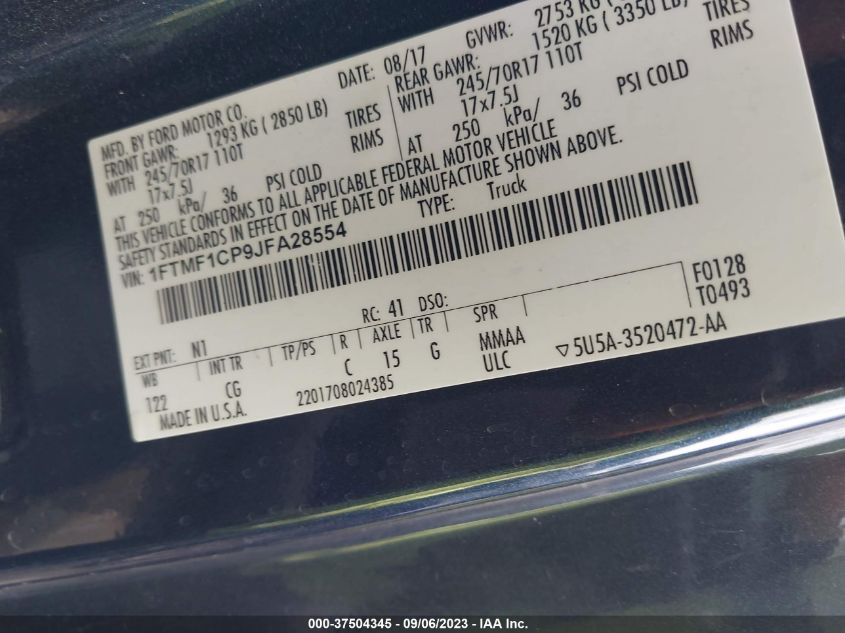 MFD. BY FORD MOTOR CO.
DATE: 08/17 GVWR: 2753 KG
FRONT GAWR: 1293 KG ( 2850 LB) REAR GAWR: 1520 KG ( 3350 LB)
WITH 245/70R17 110T TIRES WITH 245/70R17 110T TIRES
17x7.5J RIMS 17x7.5J RIMS
AT 250 kPa/ 36 PSI COLD AT 250 kPa/ 36 PSI COLD
THIS VEHICLE CONFORMS TO ALL APPLICABLE FEDERAL MOTOR VEHICLE
SAFETY STANDARDS IN EFFECT ON THE DATE OF MANUFACTURE SHOWN ABOVE.
VIN: 1FTMF1CP9JFA28554 TYPE: Truck
F0128
T0493
EXT PNT: N1 RC: 41 DSO:
WB INT TR TP/PS R AXLE TR SPR
122 CG C 15 G MMAA
ULC
▽5U5A-3520472-AA
MADE IN U.S.A. 2201708024385
000-37504345 - 09/06/2023 - IAA Inc.